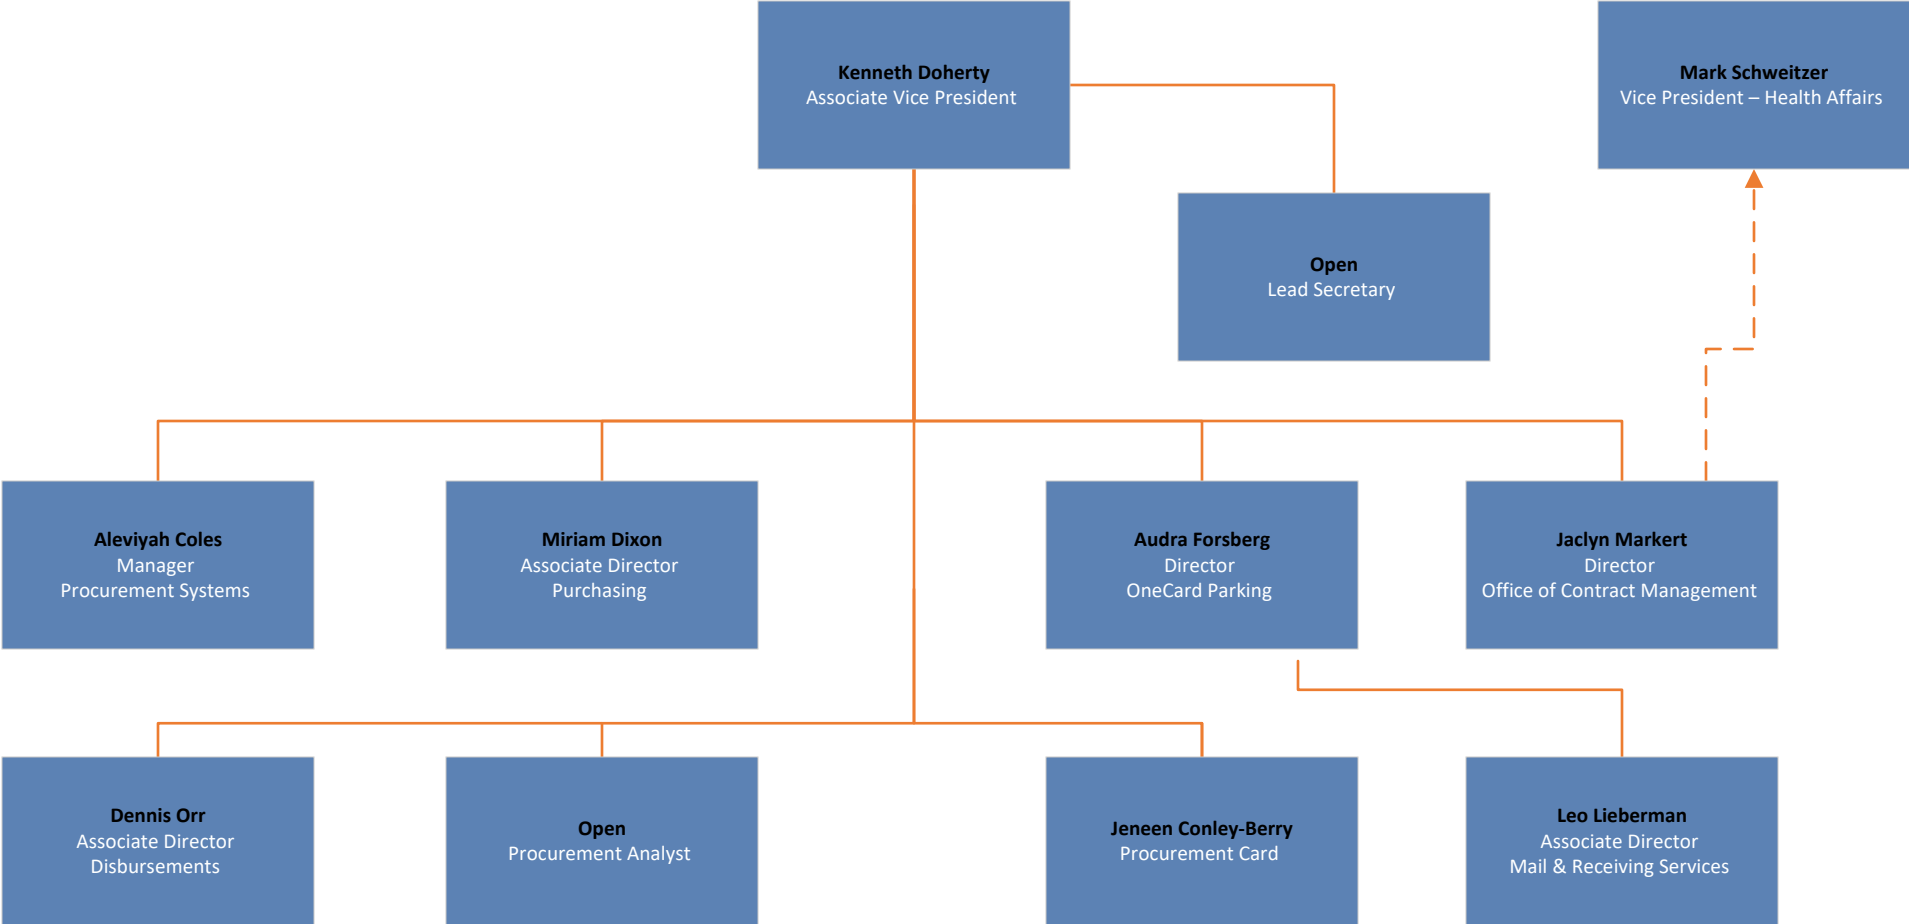 Kenneth Doherty
Associate Vice President
Mark Schweitzer
Vice President – Health Affairs
Open
Lead Secretary
Aleviyah Coles
Manager
Procurement Systems
Miriam Dixon
Associate Director
Purchasing
Audra Forsberg
Director
OneCard Parking
Jaclyn Markert
Director
Office of Contract Management
Dennis Orr
Associate Director
Disbursements
Open
Procurement Analyst
Jeneen Conley-Berry
Procurement Card
Leo Lieberman
Associate Director
Mail & Receiving Services